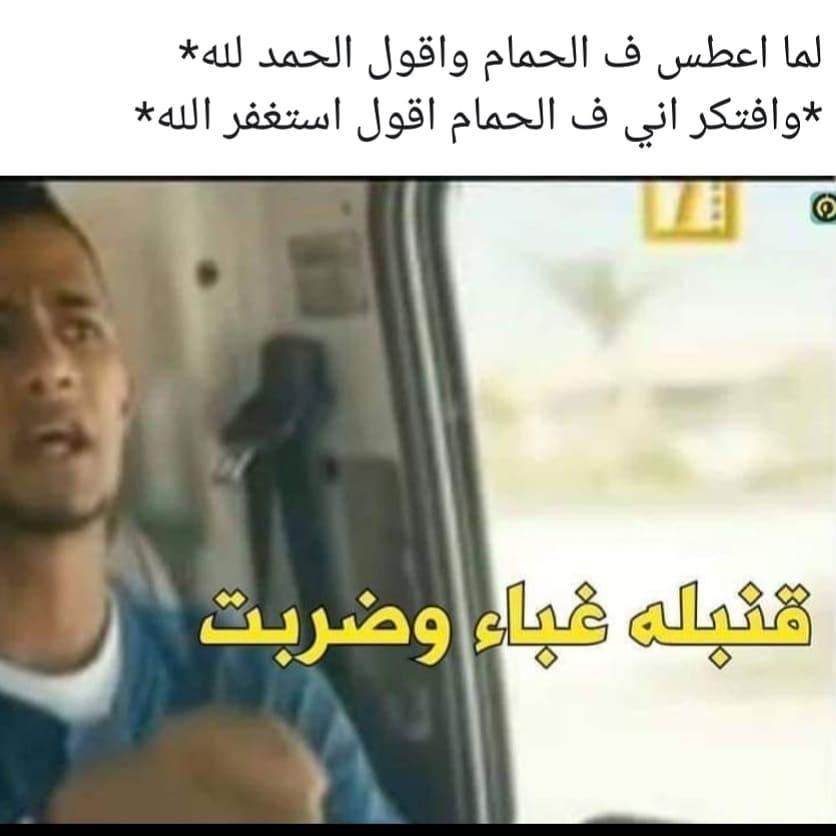 لما اعطس ف الحمام واقول الحمد لله*
*وافتكر اني ف الحمام اقول استغفر الله*
قنبله غباء وضربت